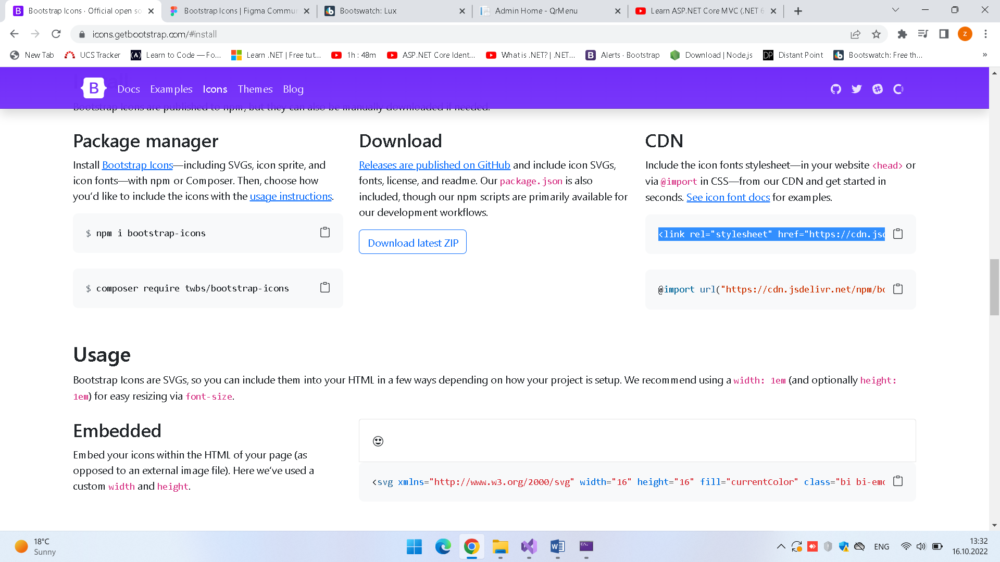 Bootstrap Icons · Official open so
Bootstrap Icons | Figma Commun
Bootswatch: Lux
Admin Home - QrMenu
Learn ASP.NET Core MVC (.NET 6
icons.getbootstrap.com/#install
z
New Tab
UCS Tracker
Learn to Code — Fo...
Learn .NET | Free tut...
1h : 48m
ASP.NET Core Ident...
What is .NET? | .NET...
B
Alerts · Bootstrap
Download | Node.js
DP
Distant Point
Bootswatch: Free th...
»
B
Docs
Examples
Icons
Themes
Blog
Bootstrap Icons are published to npm, but they can also be manually downloaded if needed.
Package manager
Install Bootstrap Icons—including SVGs, icon sprite, and
icon fonts—with npm or Composer. Then, choose how
you’d like to include the icons with the usage instructions.
$ npm i bootstrap-icons
$ composer require twbs/bootstrap-icons
Download
Releases are published on GitHub and include icon SVGs,
fonts, license, and readme. Our package.json is also
included, though our npm scripts are primarily available for
our development workflows.
Download latest ZIP
CDN
Include the icon fonts stylesheet—in your website <head> or
via @import in CSS—from our CDN and get started in
seconds. See icon font docs for examples.
<link rel="stylesheet" href="https://cdn.jsd
@import url("https://cdn.jsdelivr.net/npm/bo
Usage
Bootstrap Icons are SVGs, so you can include them into your HTML in a few ways depending on how your project is setup. We recommend using a width: 1em (and optionally height:
1em) for easy resizing via font-size.
Embedded
Embed your icons within the HTML of your page (as
opposed to an external image file). Here we’ve used a
custom width and height.
<svg xmlns="http://www.w3.org/2000/svg" width="16" height="16" fill="currentColor" class="bi bi-emo
18°C
Sunny
ENG
13:32
16.10.2022